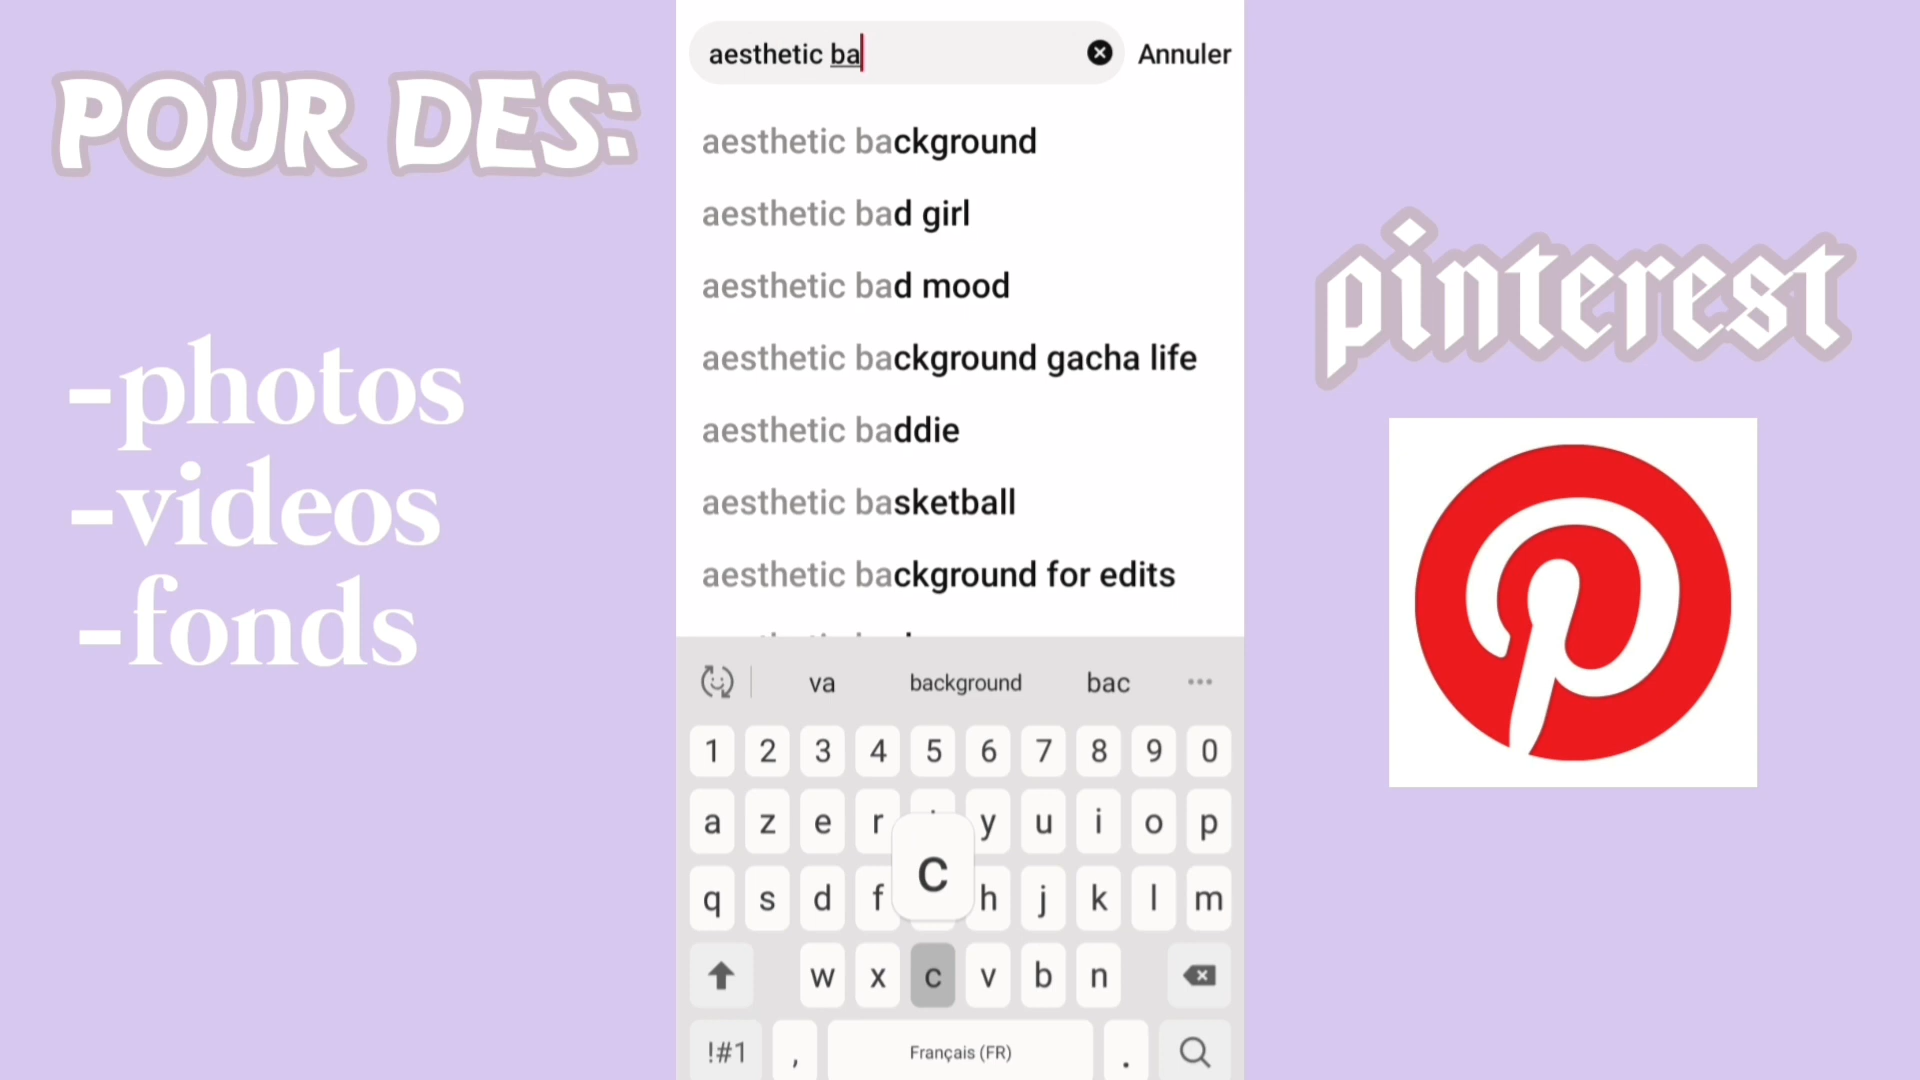 POUR DES:
-photos
-videos
-fonds
aesthetic ba
Annuler
aesthetic background
aesthetic bad girl
aesthetic bad mood
aesthetic background gacha life
aesthetic baddie
aesthetic basketball
aesthetic background for edits
va background bac
1 2 3 4 5 6 7 8 9 0
a z e r y u i o p
c
q s d f h j k l m
w x c v b n
!#1 , Français (FR) .
pinterest